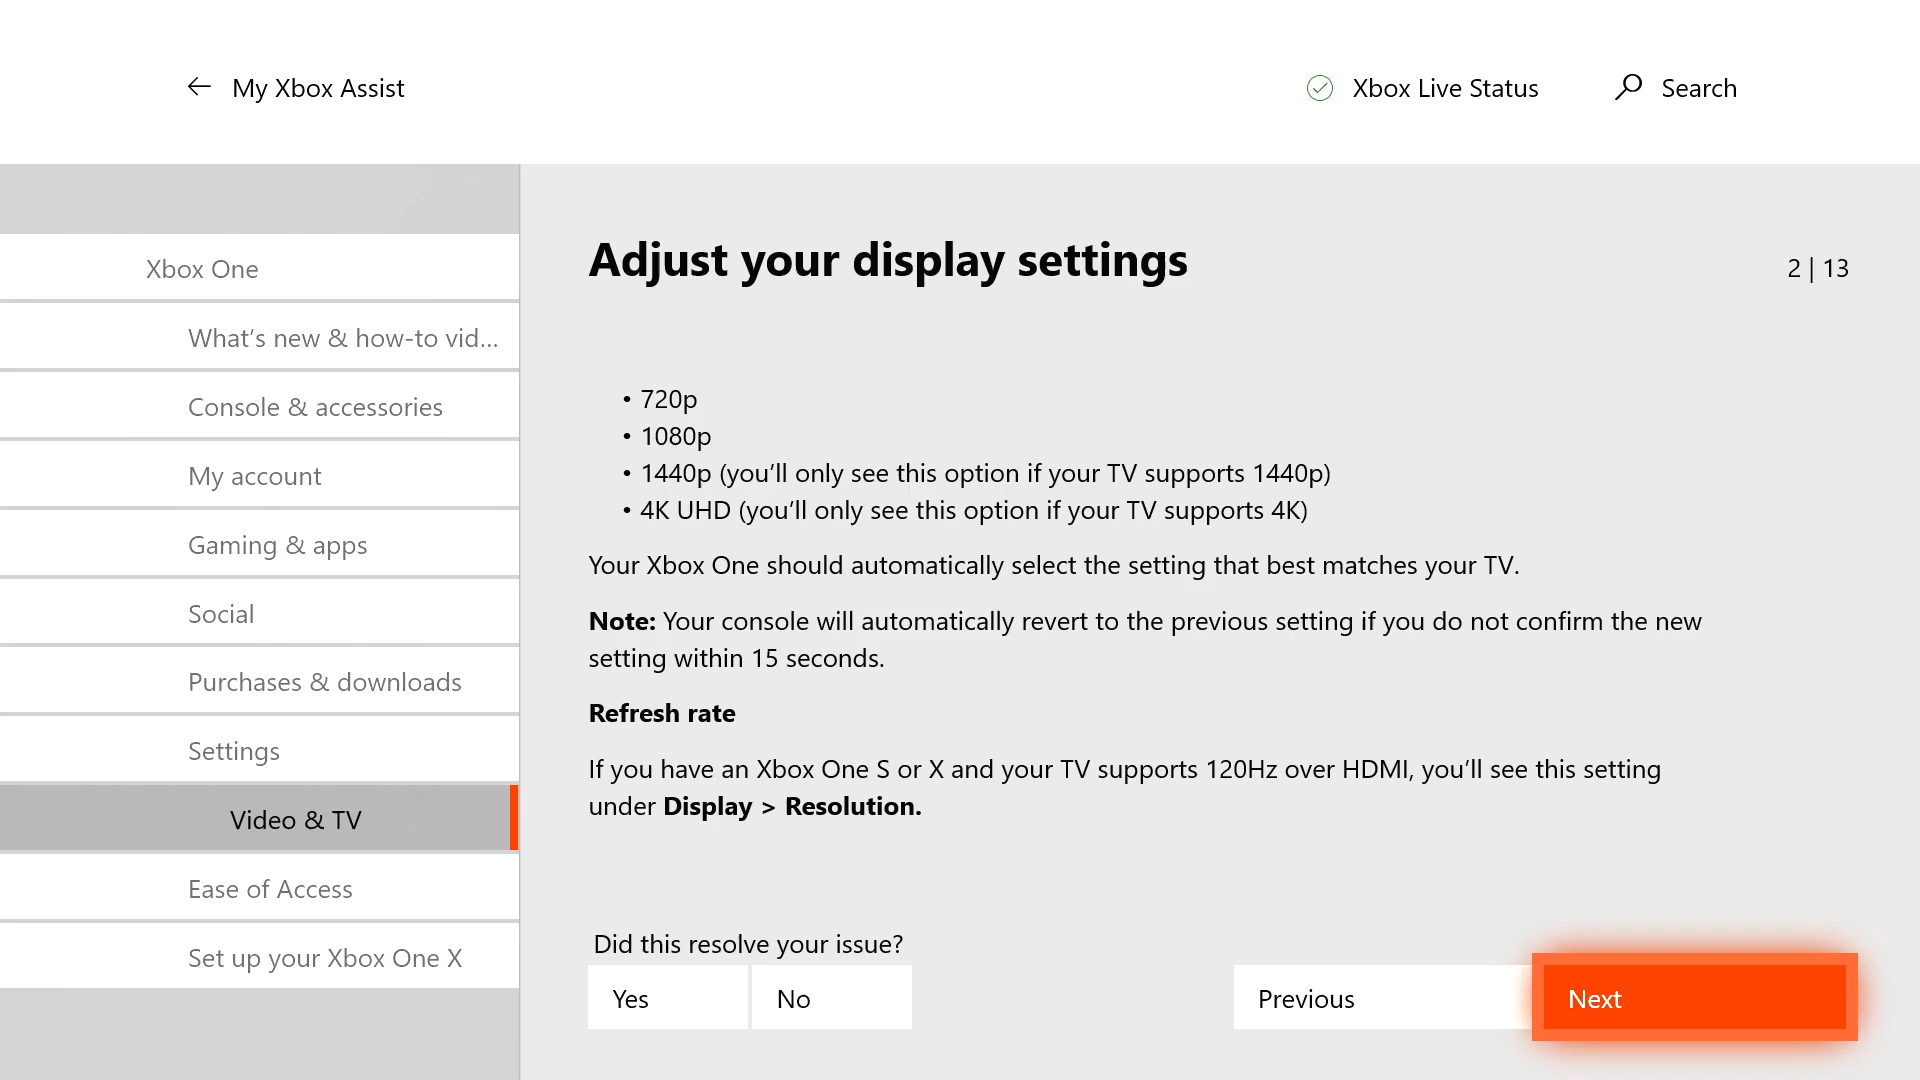 My Xbox Assist
Xbox Live Status
Search
Xbox One
What's new & how-to vid...
Console & accessories
My account
Gaming & apps
Social
Purchases & downloads
Settings
Video & TV
Ease of Access
Set up your Xbox One X
Adjust your display settings
2 | 13
• 720p
• 1080p
• 1440p (you'll only see this option if your TV supports 1440p)
• 4K UHD (you'll only see this option if your TV supports 4K)
Your Xbox One should automatically select the setting that best matches your TV.
Note: Your console will automatically revert to the previous setting if you do not confirm the new
setting within 15 seconds.
Refresh rate
If you have an Xbox One S or X and your TV supports 120Hz over HDMI, you'll see this setting
under Display > Resolution.
Did this resolve your issue?
Yes
No
Previous
Next